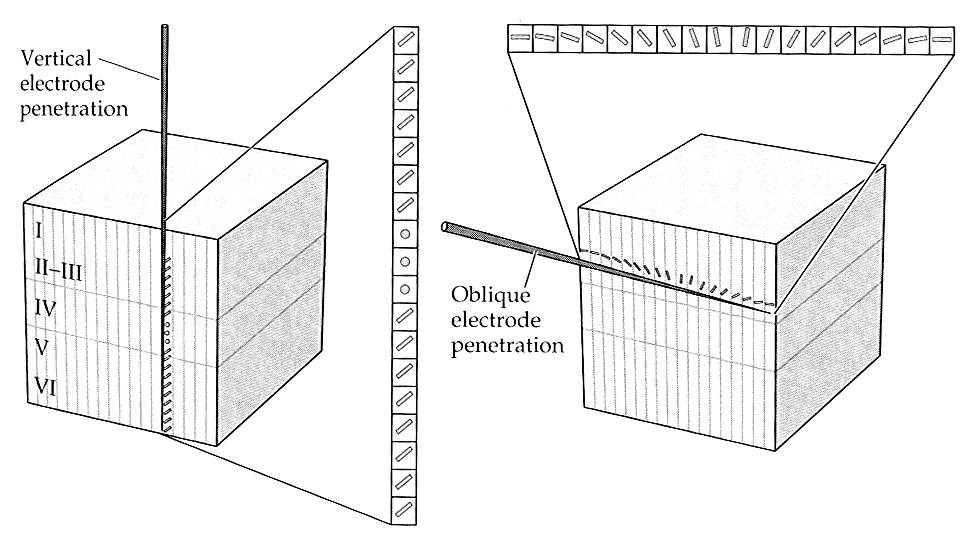 Vertical
electrode
penetration
I
II–III
IV
V
VI
Oblique
electrode
penetration